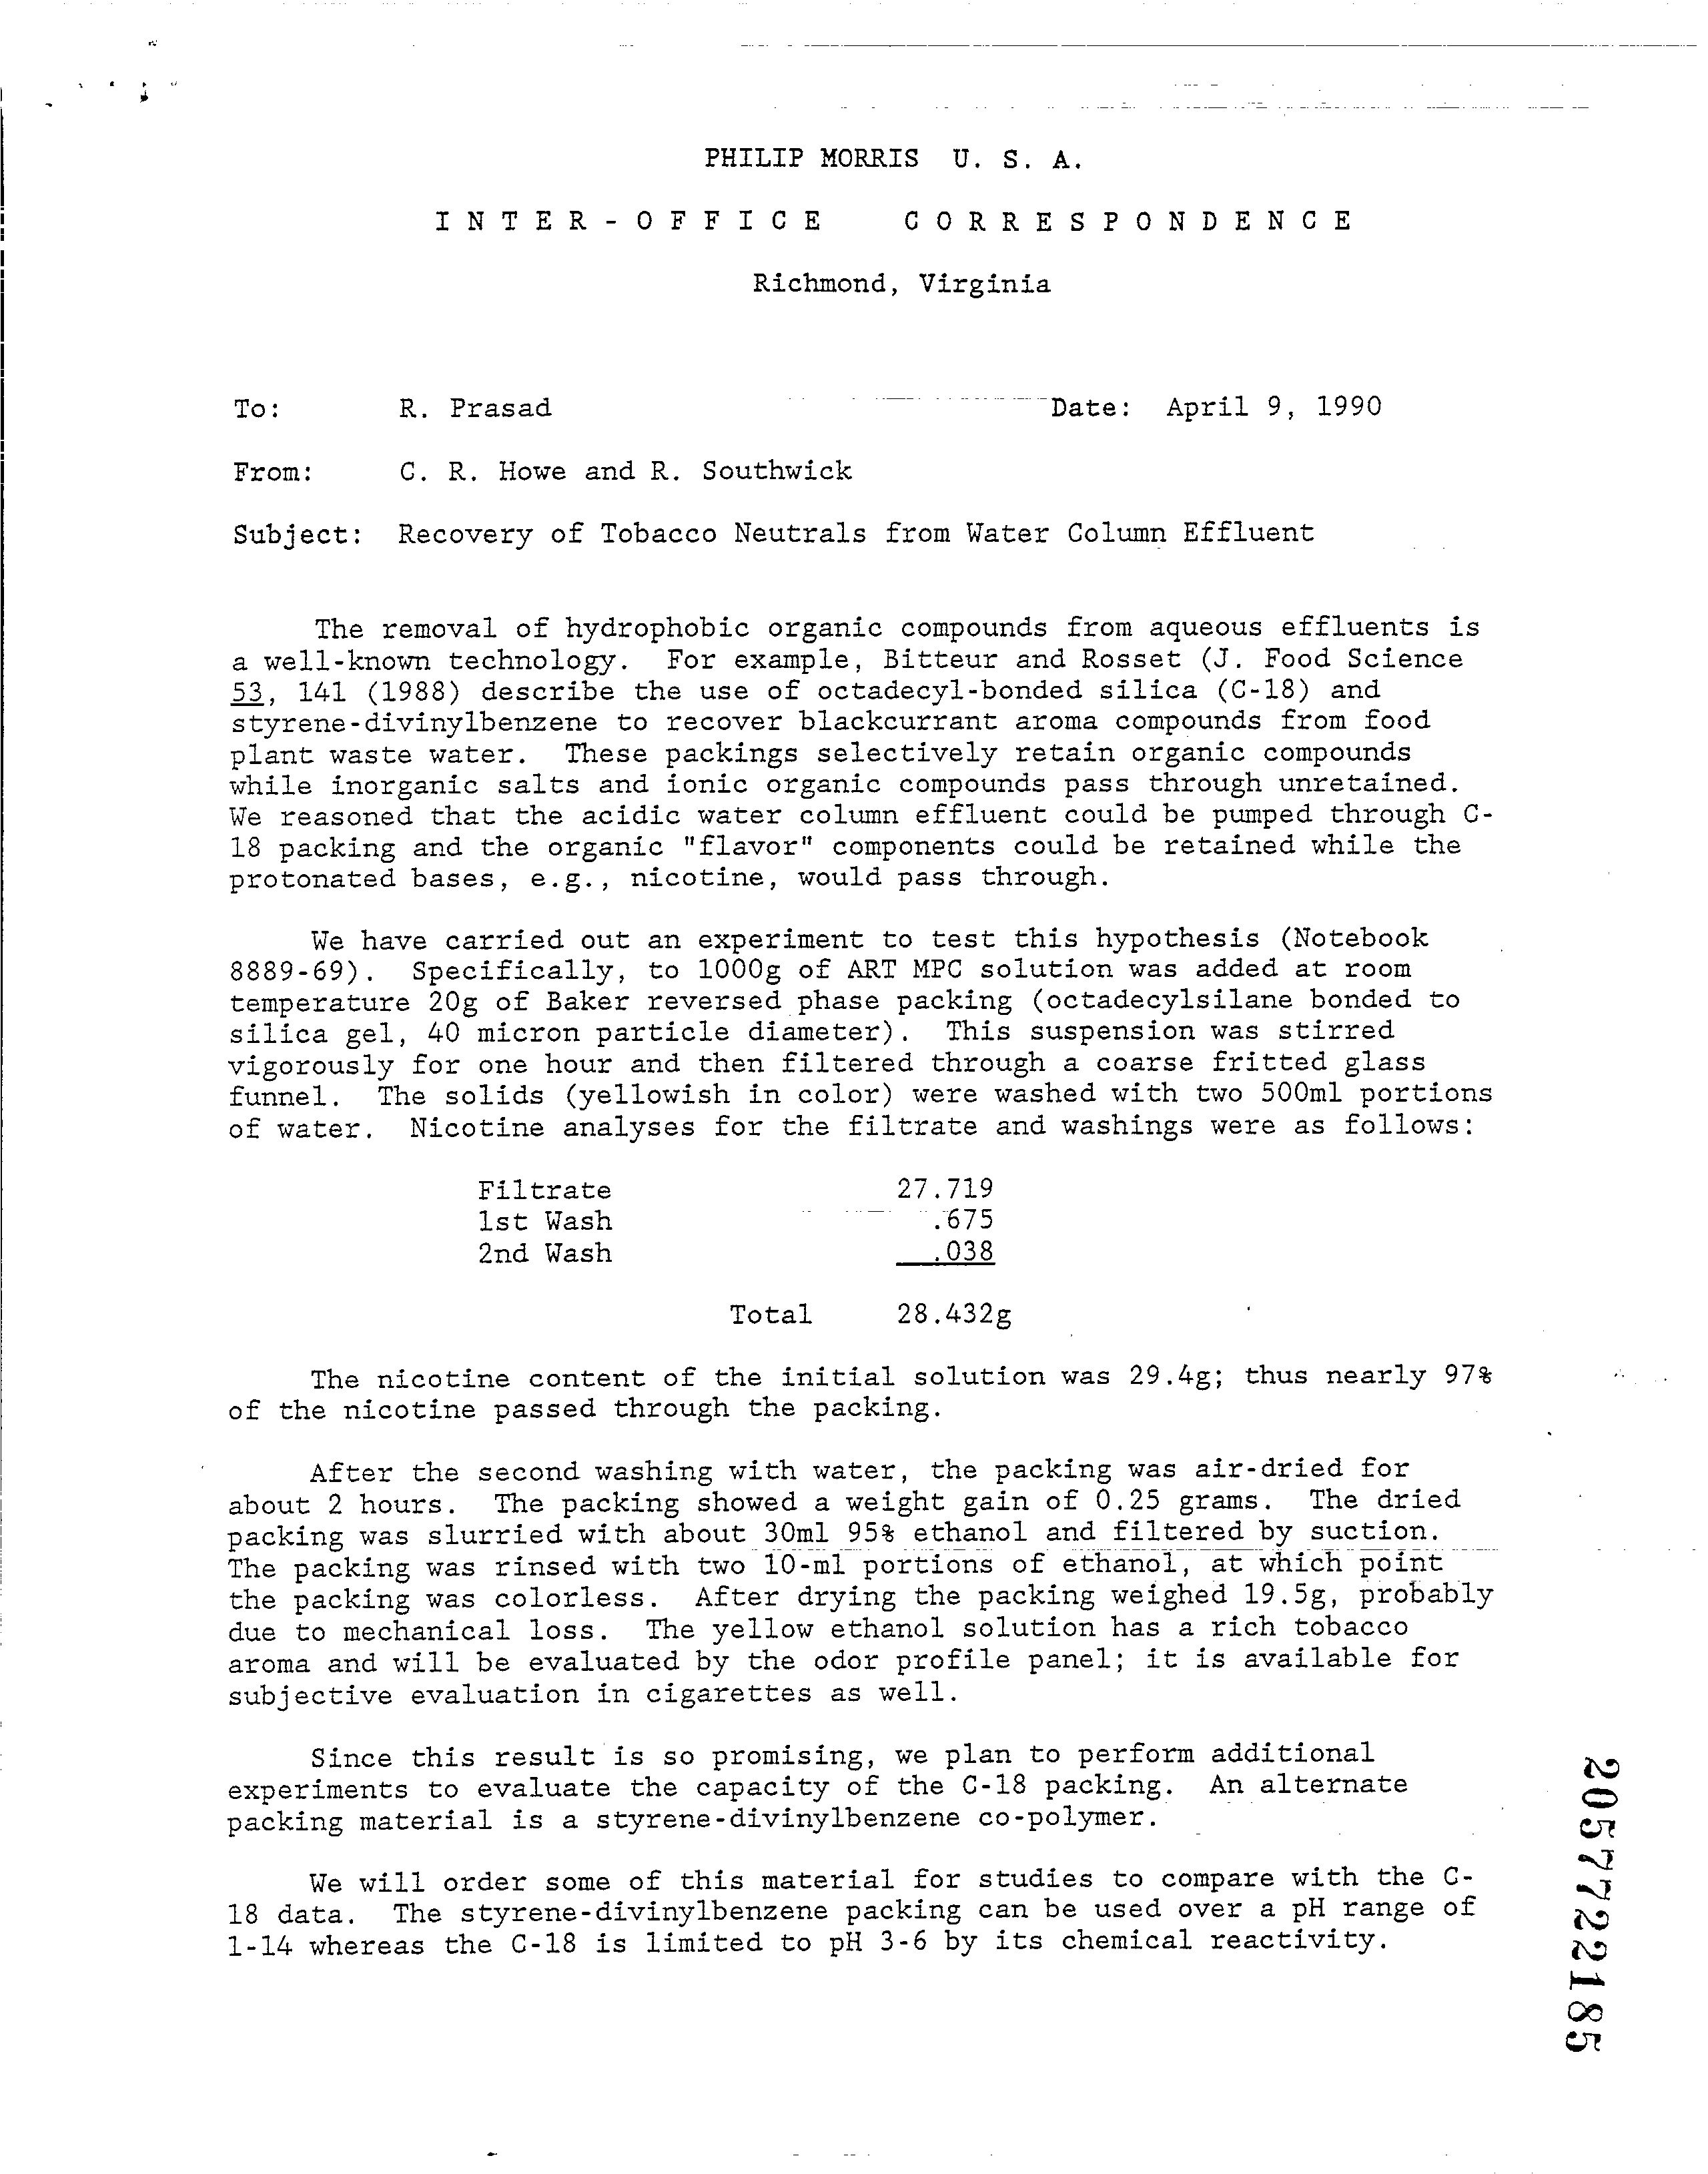 PHILIP MORRIS U. S. A.
INTER-OFFICE CORRESPONDENCE
Richmond, Virginia
To: R. Prasad Date: April 9, 1990
From: C. R. Howe and R. Southwick
Subject: Recovery of Tobacco Neutrals from Water Column Effluent
The removal of hydrophobic organic compounds from aqueous effluents is
a well-known technology. For example, Bitteur and Rosset (J. Food Science
53, 141 (1988) describe the use of octadecyl-bonded silica (C-18) and
styrene-divinylbenzene to recover blackcurrant aroma compounds from food
plant waste water. These packings selectively retain organic compounds
while inorganic salts and ionic organic compounds pass through unretained.
We reasoned that the acidic water column effluent could be pumped through C-
18 packing and the organic "flavor" components could be retained while the
protonated bases, e.g., nicotine, would pass through.
We have carried out an experiment to test this hypothesis (Notebook
8889-69). Specifically, to 1000g of ART MPC solution was added at room
temperature 20g of Baker reversed phase packing (octadecylsilane bonded to
silica gel, 40 micron particle diameter). This suspension was stirred
vigorously for one hour and then filtered through a coarse fritted glass
funnel. The solids (yellowish in color) were washed with two 500ml portions
of water. Nicotine analyses for the filtrate and washings were as follows:
Filtrate 27.719
1st Wash .675
2nd Wash .038
Total 28.432g
The nicotine content of the initial solution was 29.4g; thus nearly 97%
of the nicotine passed through the packing.
After the second washing with water, the packing was air-dried for
about 2 hours. The packing showed a weight gain of 0.25 grams. The dried
packing was slurried with about 30ml 95% ethanol and filtered by suction.
The packing was rinsed with two 10-ml portions of ethanol, at which point
the packing was colorless. After drying the packing weighed 19.5g, probably
due to mechanical loss. The yellow ethanol solution has a rich tobacco
aroma and will be evaluated by the odor profile panel; it is available for
subjective evaluation in cigarettes as well.
Since this result is so promising, we plan to perform additional
experiments to evaluate the capacity of the C-18 packing. An alternate
packing material is a styrene-divinylbenzene co-polymer.
We will order some of this material for studies to compare with the C-
18 data. The styrene-divinylbenzene packing can be used over a pH range of
1-14 whereas the C-18 is limited to pH 3-6 by its chemical reactivity.
2057722185